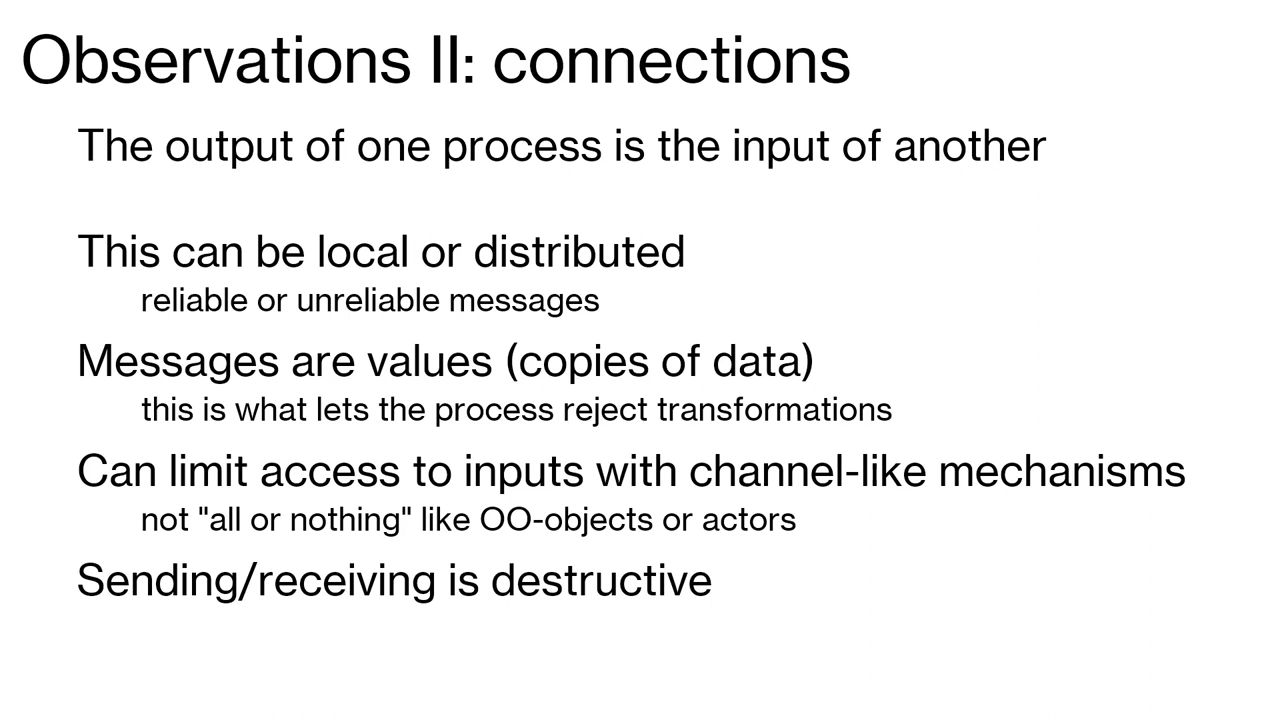 Observations II: connections
The output of one process is the input of another
This can be local or distributed
reliable or unreliable messages
Messages are values (copies of data)
this is what lets the process reject transformations
Can limit access to inputs with channel-like mechanisms
not "all or nothing" like OO-objects or actors
Sending/receiving is destructive